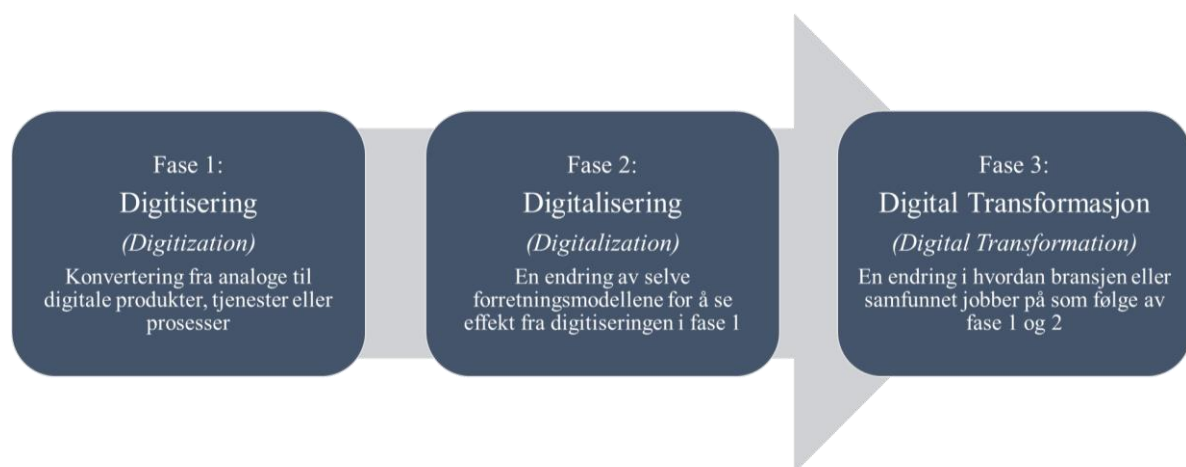 Fase 1:
Digitisering
(Digitization)
Konvertering fra analoge til
digitale produkter, tjenester eller
prosesser
Fase 2:
Digitalisering
(Digitalization)
En endring av selve
forretningsmodellene for å se
effekt fra digitiseringen i fase 1
Fase 3:
Digital Transformasjon
(Digital Transformation)
En endring i hvordan bransjen eller
samfunnet jobber på som følge av
fase 1 og 2